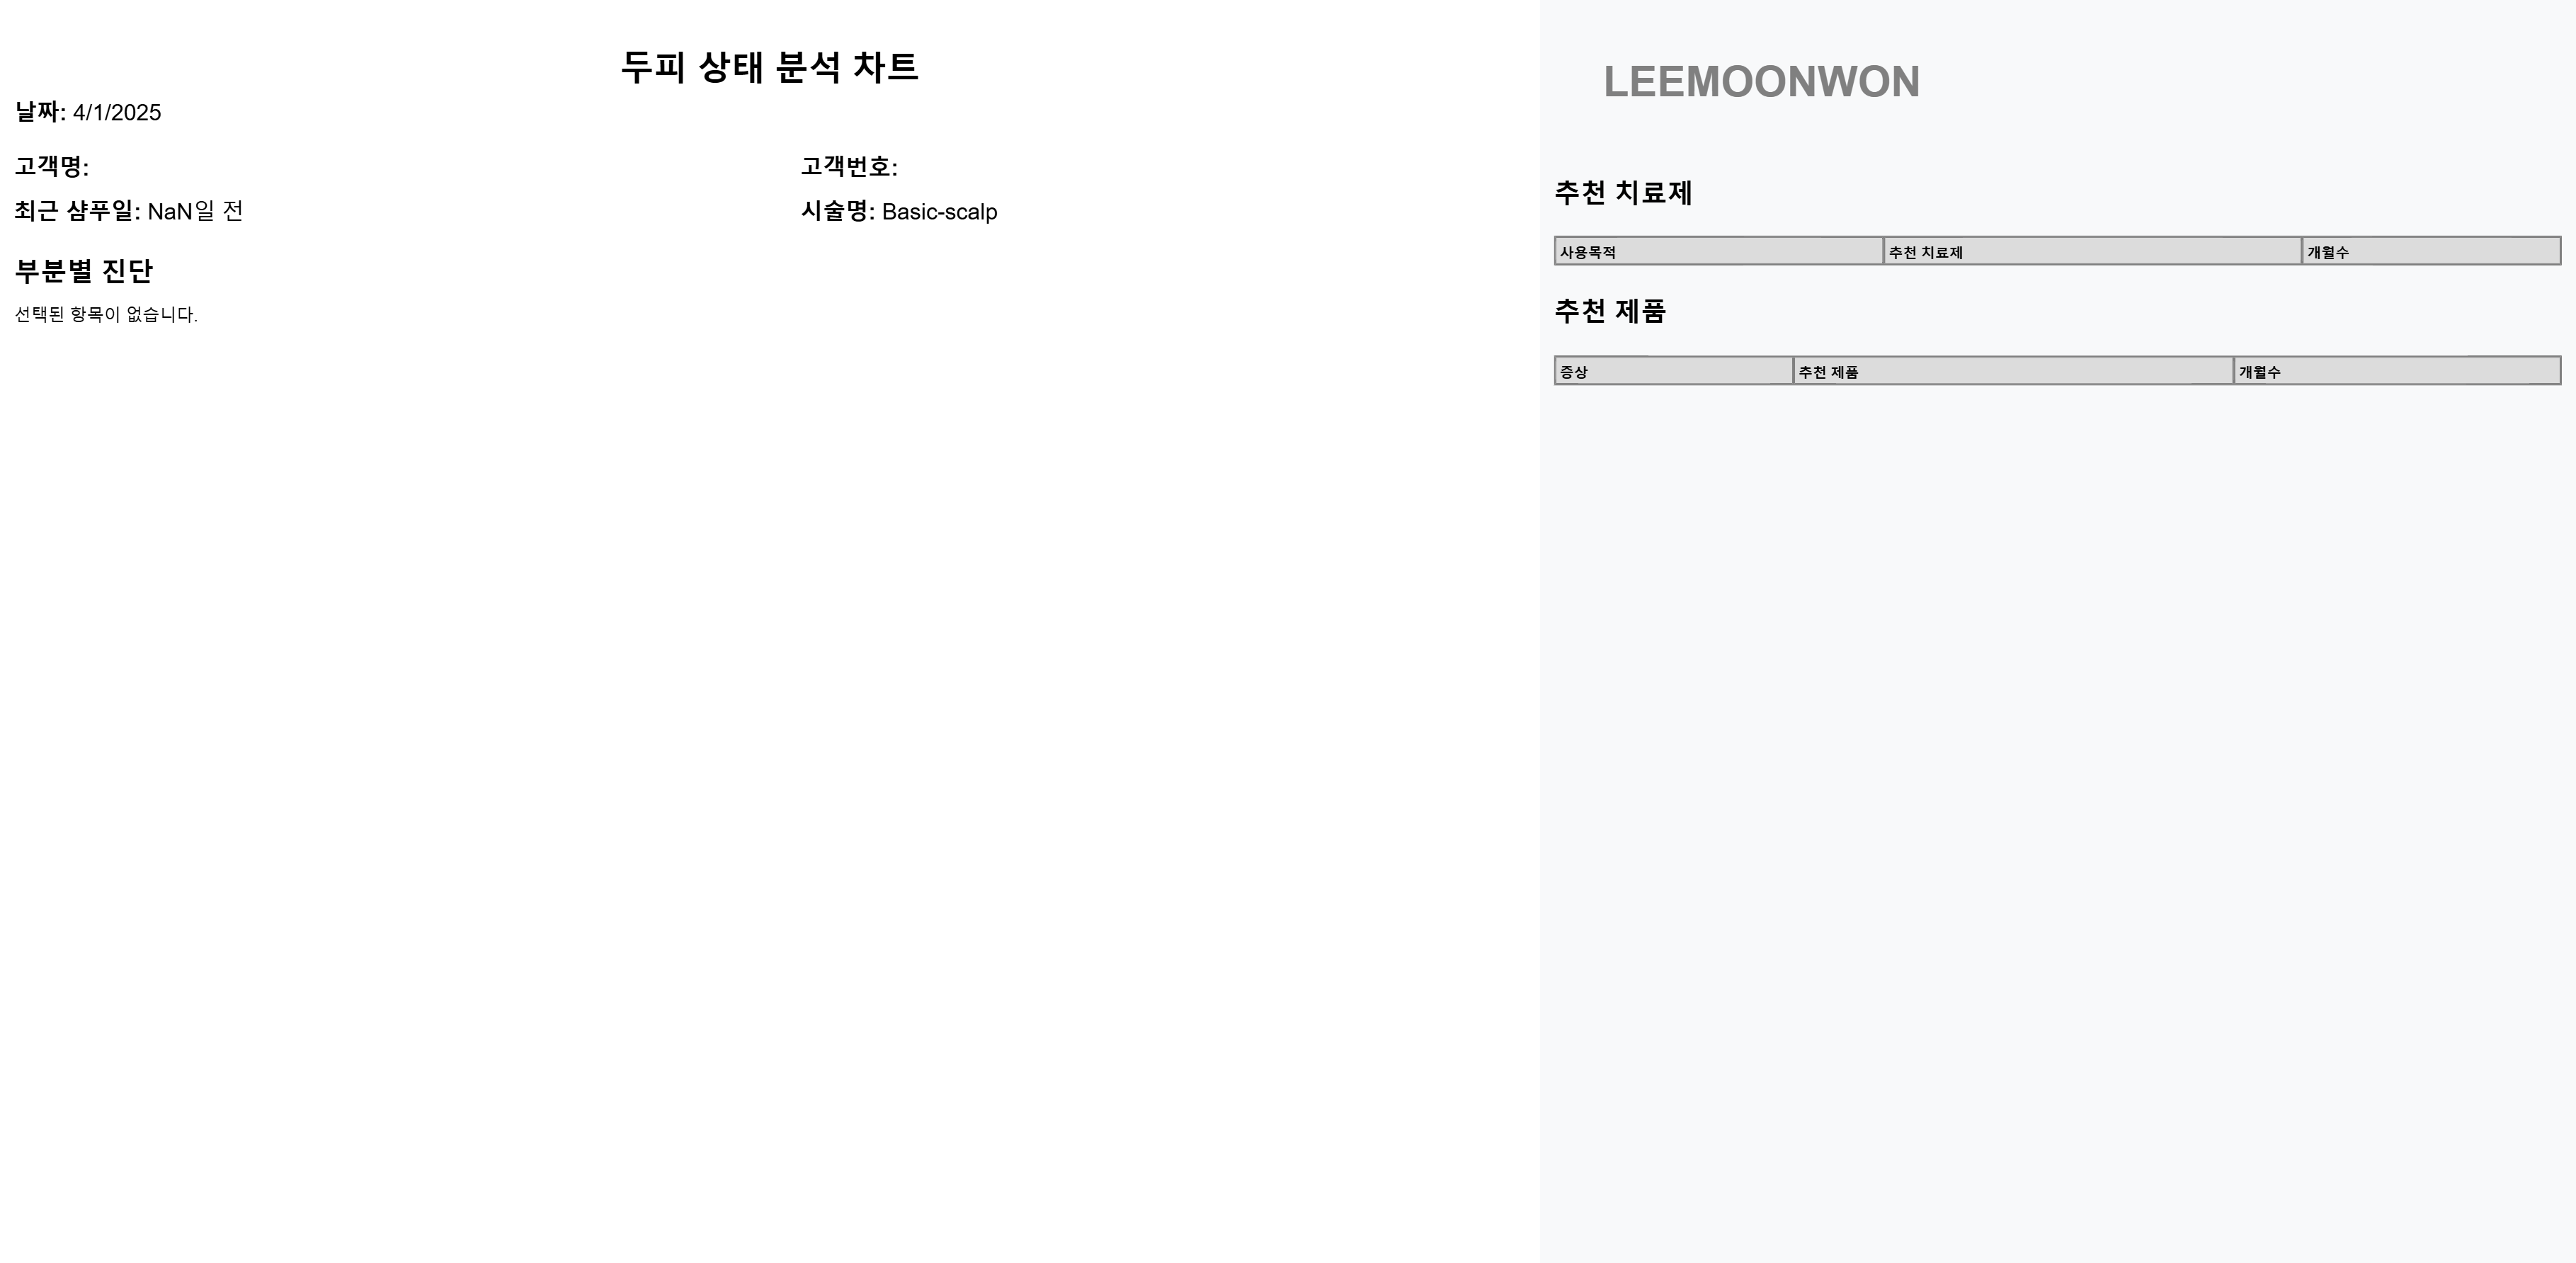 두피 상태 분석 차트
날짜: 4/1/2025
고객명:
고객번호:
최근 샴푸일: NaN일 전
시술명: Basic-scalp
부분별 진단
선택된 항목이 없습니다.
LEEMOONWON
추천 치료제
사용목적 추천 치료제 개월수
추천 제품
증상 추천 제품 개월수